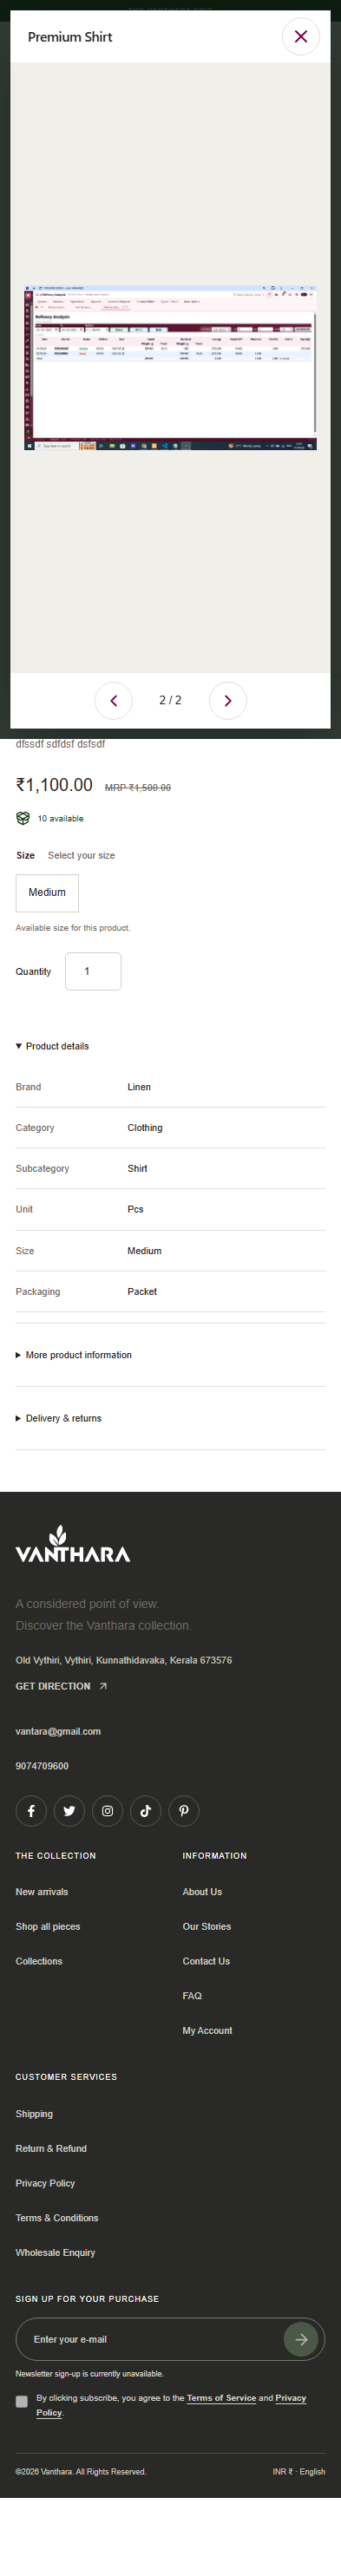 Premium Shirt
Refinery Analysis
2 / 2
dfssdf sdfdsf dsfsdf
₹1,100.00 MRP ₹1,500.00
10 available
Size Select your size
Medium
Available size for this product.
Quantity 1
Product details
Brand Linen
Category Clothing
Subcategory Shirt
Unit Pcs
Size Medium
Packaging Packet
More product information
Delivery & returns
VANTHARA
A considered point of view.
Discover the Vanthara collection.
Old Vythiri, Vythiri, Kunnathidavaka, Kerala 673576
GET DIRECTION
vantara@gmail.com
9074709600
THE COLLECTION
New arrivals
Shop all pieces
Collections
INFORMATION
About Us
Our Stories
Contact Us
FAQ
My Account
CUSTOMER SERVICES
Shipping
Return & Refund
Privacy Policy
Terms & Conditions
Wholesale Enquiry
SIGN UP FOR YOUR PURCHASE
Enter your e-mail
Newsletter sign-up is currently unavailable.
By clicking subscribe, you agree to the Terms of Service and Privacy
Policy.
©2026 Vanthara. All Rights Reserved. INR ₹ · English